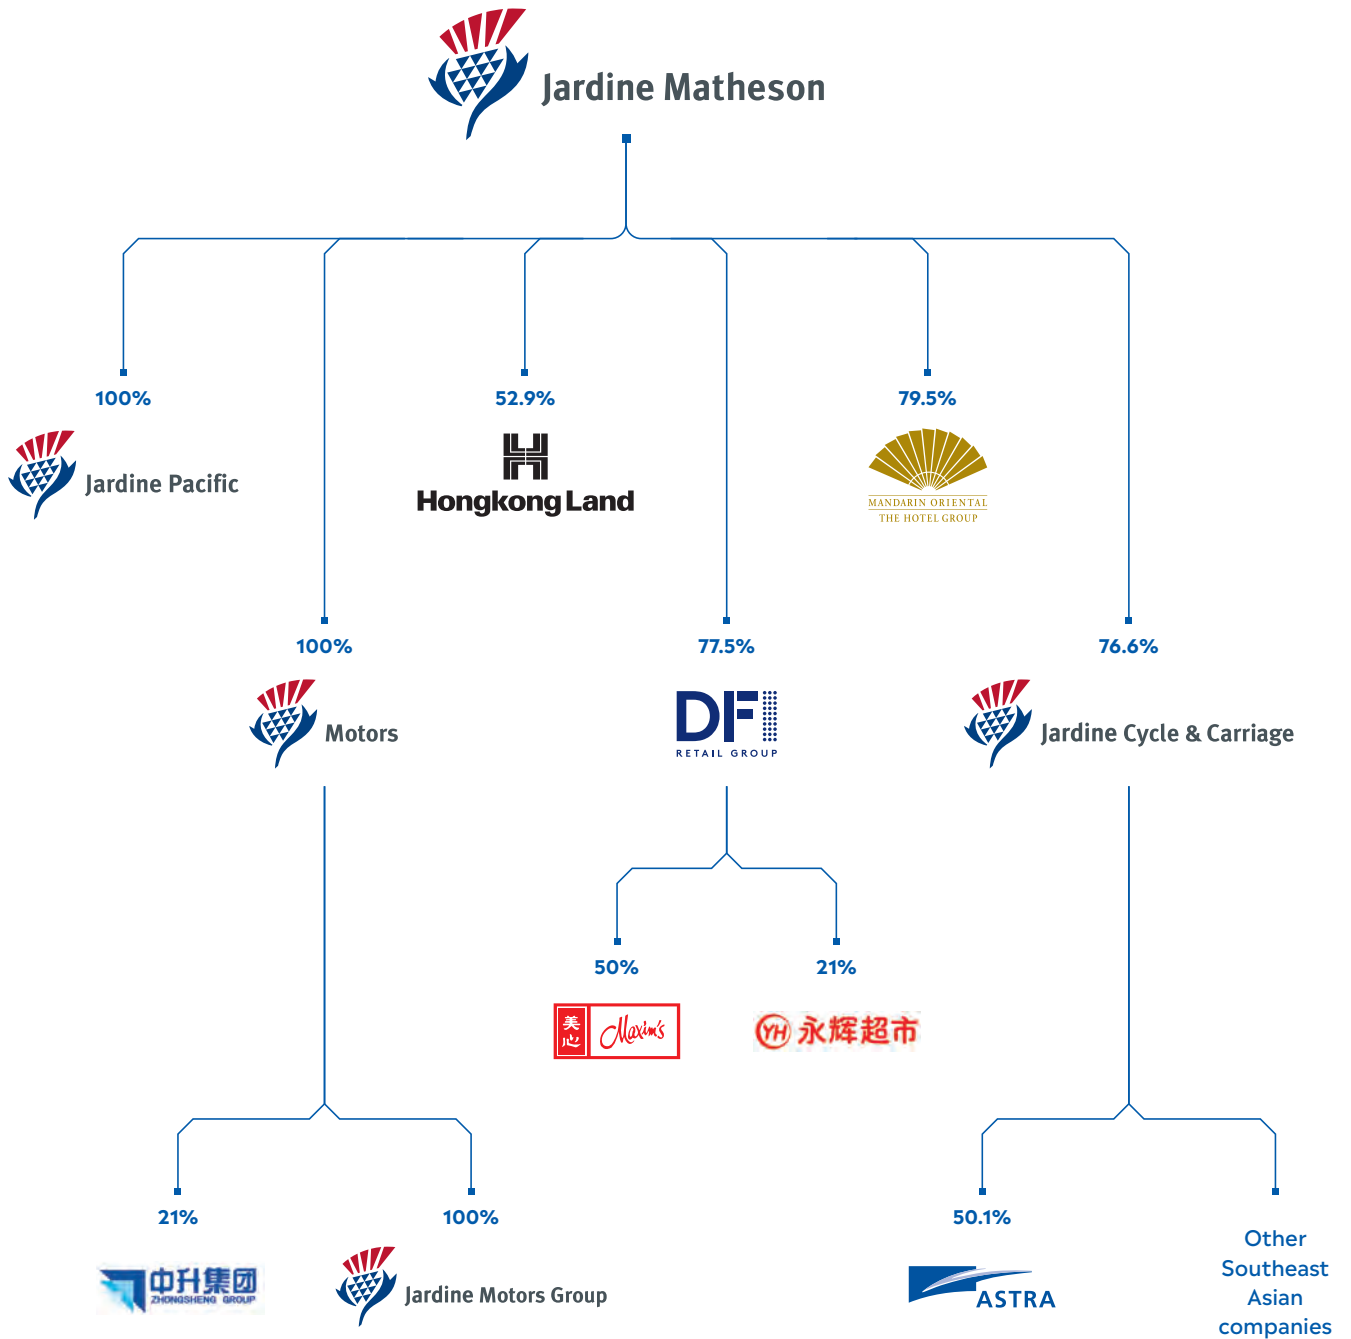 Jardine Matheson
100%
Jardine Pacific
52.9%
Hongkong Land
79.5%
MANDARIN ORIENTAL
THE HOTEL GROUP
100%
Motors
77.5%
DFI
RETAIL GROUP
76.6%
Jardine Cycle & Carriage
50%
美心
Maxim's
21%
YH 永辉超市
21%
中升集团
ZHONGSHENG GROUP
100%
Jardine Motors Group
50.1%
ASTRA
Other
Southeast
Asian
companies